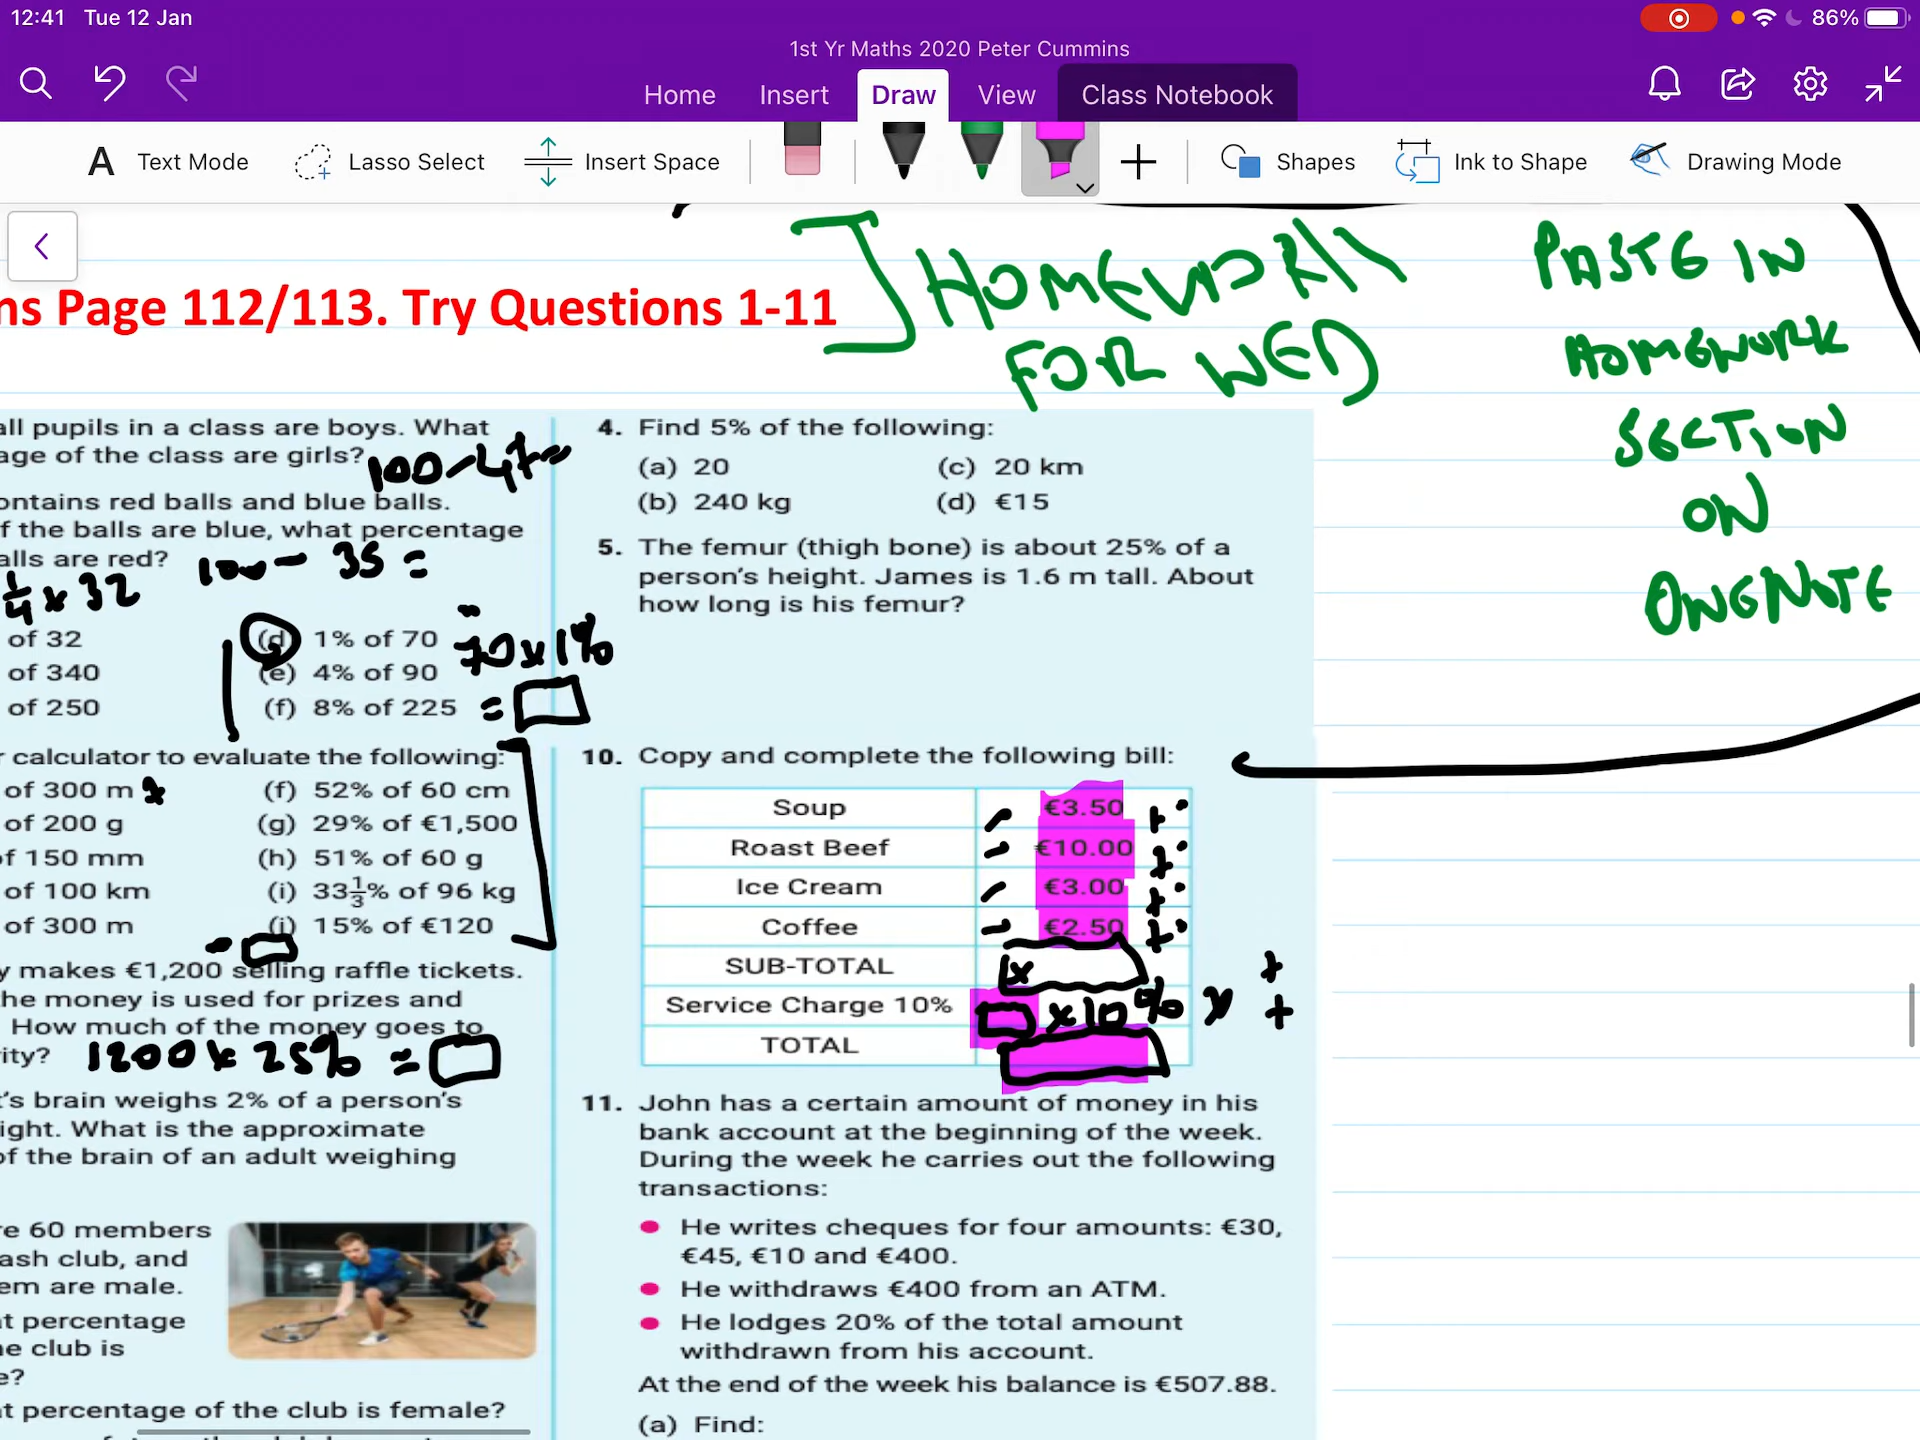 12:41 Tue 12 Jan
86%
1st Yr Maths 2020 Peter Cummins
Home Insert Draw View Class Notebook
A Text Mode Lasso Select Insert Space Shapes Ink to Shape Drawing Mode
ns Page 112/113. Try Questions 1-11
HOMEWORK
FOR WED
PASTE IN
HOMEWORK
SECTION
ON
ONENOTE
all pupils in a class are boys. What
age of the class are girls?
100 - 47 =
ontains red balls and blue balls.
f the balls are blue, what percentage
alls are red?
100 - 35 =
1/4 x 32
of 32 (d) 1% of 70
70 x 1%
of 340 (e) 4% of 90
of 250 (f) 8% of 225
=
r calculator to evaluate the following:
of 300 m (f) 52% of 60 cm
x
of 200 g (g) 29% of €1,500
of 150 mm (h) 51% of 60 g
of 100 km (i) 33 1/3% of 96 kg
of 300 m (j) 15% of €120
y makes €1,200 selling raffle tickets.
he money is used for prizes and
How much of the money goes to
ity?
1200 x 25% =
t's brain weighs 2% of a person's
ight. What is the approximate
of the brain of an adult weighing
re 60 members
ash club, and
em are male.
at percentage
he club is
e?
at percentage of the club is female?
4. Find 5% of the following:
(a) 20 (c) 20 km
(b) 240 kg (d) €15
5. The femur (thigh bone) is about 25% of a
person's height. James is 1.6 m tall. About
how long is his femur?
10. Copy and complete the following bill:
Soup €3.50 +
Roast Beef €10.00 +
Ice Cream €3.00 +
Coffee €2.50 +
SUB-TOTAL x +
Service Charge 10% x 10% x +
TOTAL
11. John has a certain amount of money in his
bank account at the beginning of the week.
During the week he carries out the following
transactions:
● He writes cheques for four amounts: €30,
€45, €10 and €400.
● He withdraws €400 from an ATM.
● He lodges 20% of the total amount
withdrawn from his account.
At the end of the week his balance is €507.88.
(a) Find: